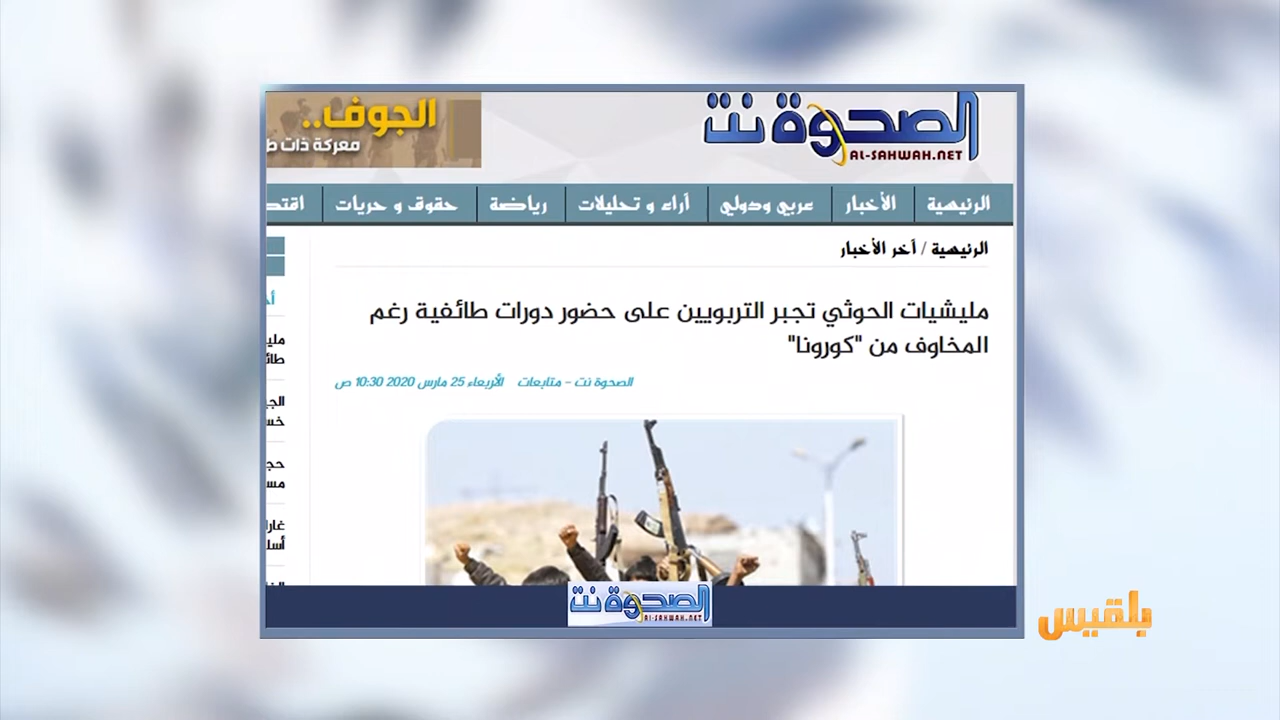 الجوف..
معركة ذات
الصحوة نت
AL-SAHWAH.NET
الرئيسية
الأخبار
عربي ودولي
آراء و تحليلات
رياضة
حقوق و حريات
الرئيسية / آخر الأخبار
مليشيات الحوثي تجبر التربويين على حضور دورات طائفية رغم
المخاوف من "كورونا"
الصحوة نت - متابعات الأربعاء 25 مارس 2020 10:30 ص
الصحوة نت
AL-SAHWAH.NET
بلقيس